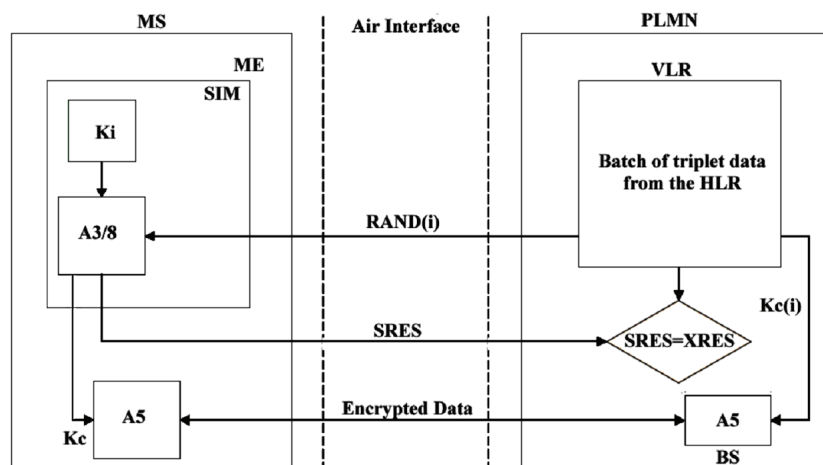 MS
Air Interface
PLMN
ME
VLR
SIM
Ki
Batch of triplet data
from the HLR
A3/8
RAND(i)
Kc(i)
SRES
SRES=XRES
Encrypted Data
A5
A5
Kc
BS